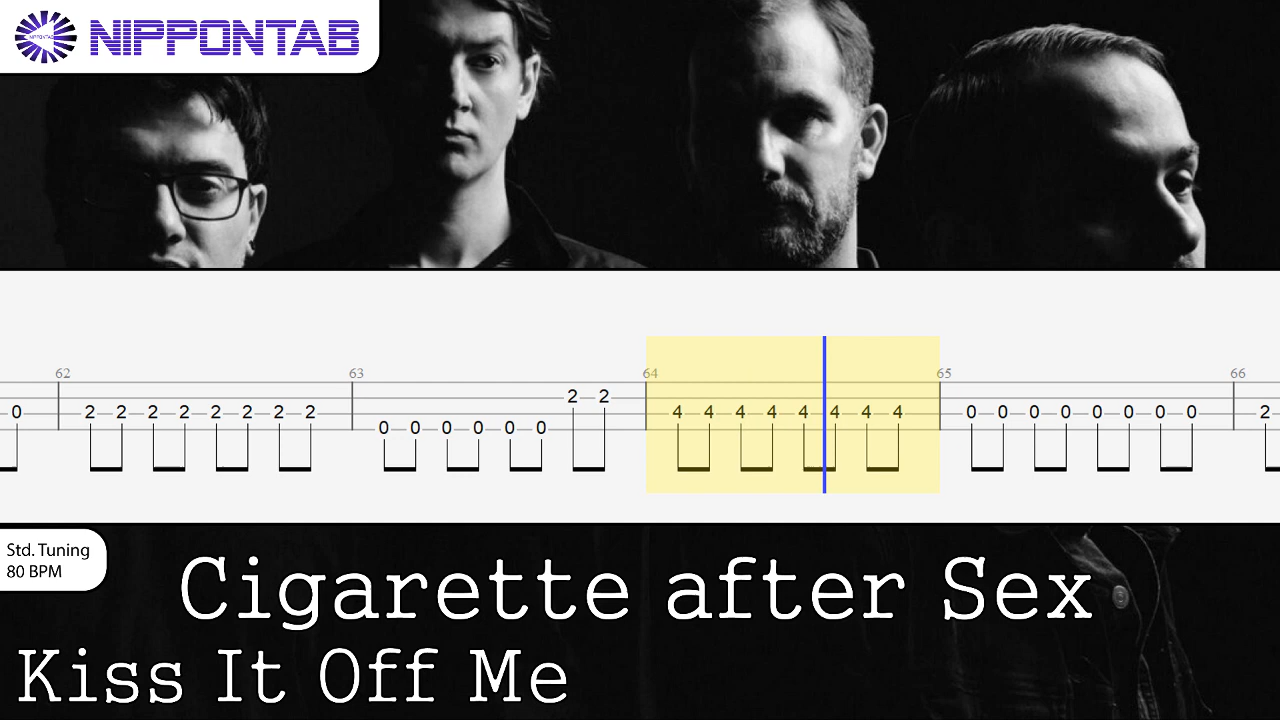 NIPPONTAB
62 63 64 65 66
2 2
0 2 2 2 2 2 2 2 2 4 4 4 4 4 4 4 4 0 0 0 0 0 0 0 0 2
0 0 0 0 0 0
Std. Tuning
80 BPM
Cigarette after Sex
Kiss It Off Me